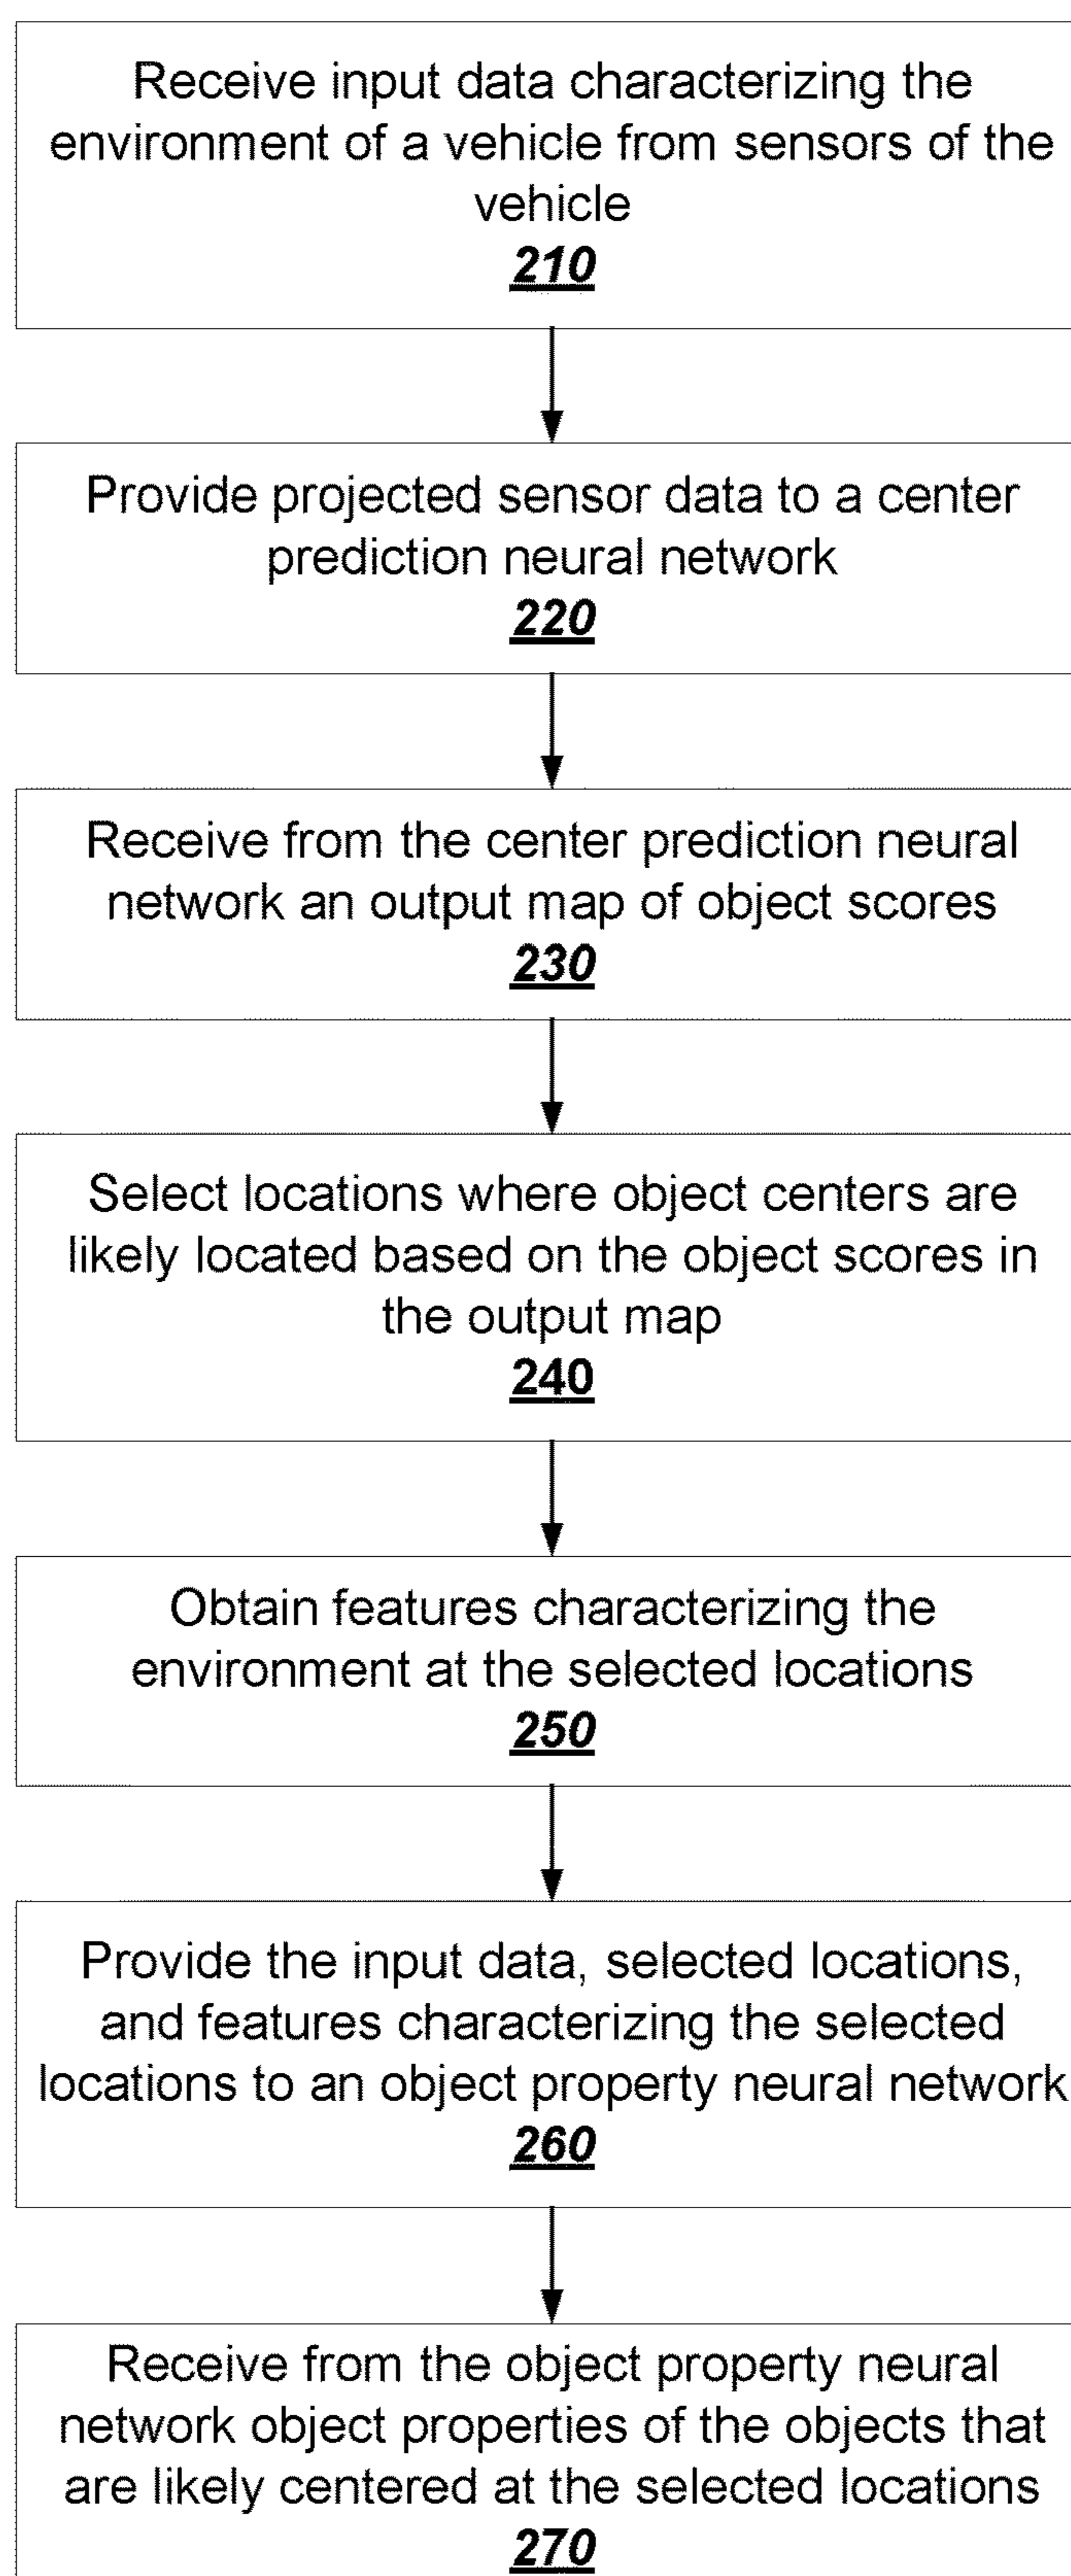 Receive input data characterizing the
environment of a vehicle from sensors of the
vehicle
210
Provide projected sensor data to a center
prediction neural network
220
Receive from the center prediction neural
network an output map of object scores
230
Select locations where object centers are
likely located based on the object scores in
the output map
240
Obtain features characterizing the
environment at the selected locations
250
Provide the input data, selected locations,
and features characterizing the selected
locations to an object property neural network
260
Receive from the object property neural
network object properties of the objects that
are likely centered at the selected locations
270